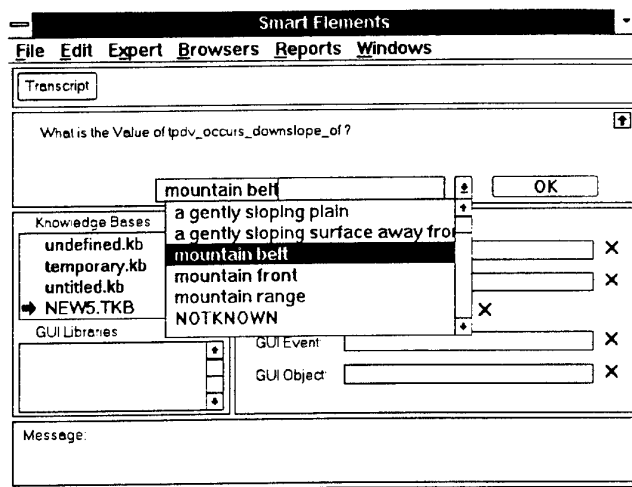 Smart Elements
File Edit Expert Browsers Reports Windows
Transcript
What is the Value of tpdv_occurs_downslope_of ?
mountain belt
OK
a gently sloping plain
a gently sloping surface away from
mountain belt
mountain front
mountain range
NOTKNOWN
Knowledge Bases
undefined.kb
temporary.kb
untitled.kb
NEW5.TKB
GUI Libraries
GUI Event:
GUI Object:
Message: